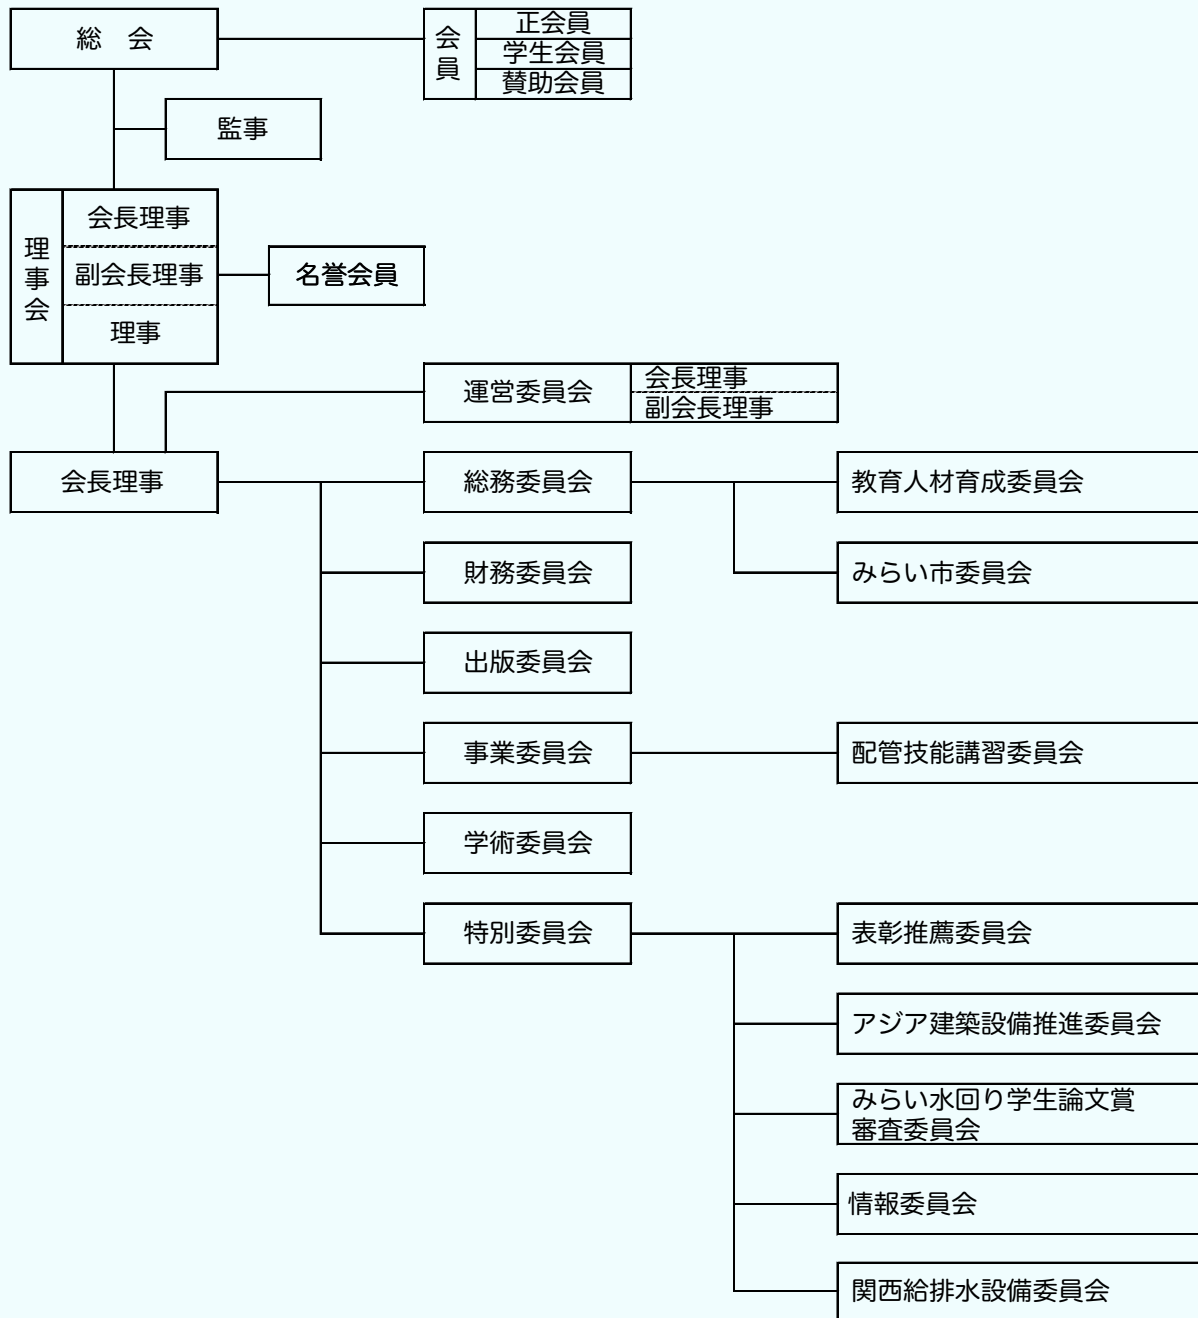 総　会
会員
正会員
学生会員
賛助会員
監事
理事会
会長理事
副会長理事
理事
名誉会員
運営委員会
会長理事
副会長理事
会長理事
総務委員会
教育人材育成委員会
みらい市委員会
財務委員会
出版委員会
事業委員会
配管技能講習委員会
学術委員会
特別委員会
表彰推薦委員会
アジア建築設備推進委員会
みらい水回り学生論文賞
審査委員会
情報委員会
関西給排水設備委員会